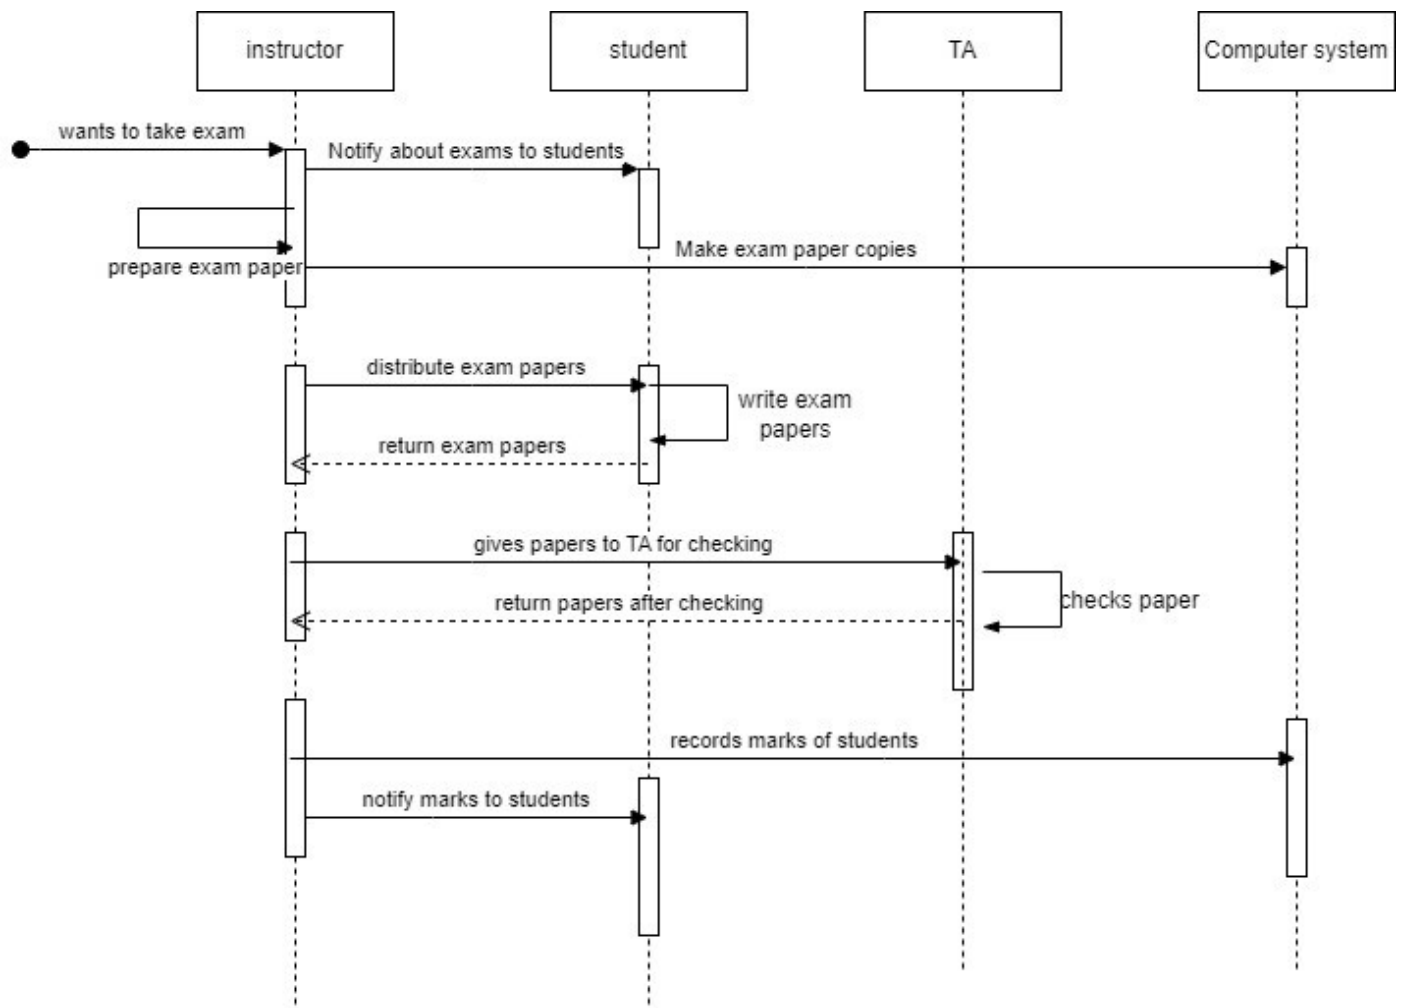 instructor
student
TA
Computer system
wants to take exam
Notify about exams to students
Make exam paper copies
prepare exam paper
distribute exam papers
write exam
papers
return exam papers
gives papers to TA for checking
return papers after checking
checks paper
records marks of students
notify marks to students